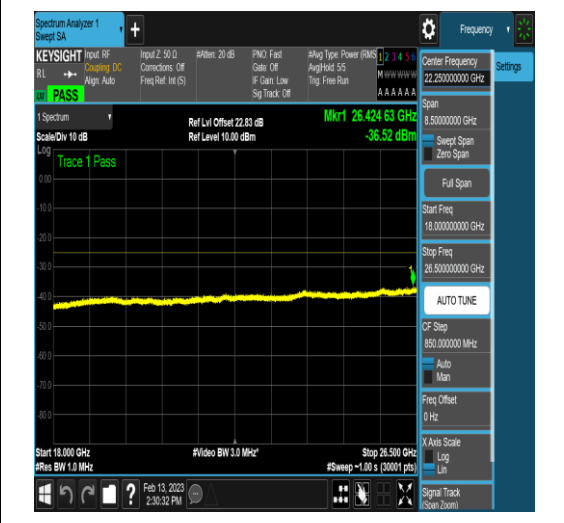 Spectrum Analyzer 1
Swept SA
Frequency
KEYSIGHT
RL
PASS
Input: RF
Coupling: DC
Align: Auto
Input Z: 50 Ω
Corrections: Off
Freq Ref: Int (S)
#Atten: 20 dB
PNO: Fast
Gate: Off
IF Gain: Low
Sig Track: Off
#Avg Type: Power (RMS
Avg|Hold: 5/5
Trig: Free Run
1 2 3 4 5 6
M W W W W W
A A A A A A
1 Spectrum
Scale/Div 10 dB
Ref Lvl Offset 22.83 dB
Ref Level 10.00 dBm
Mkr1 26.424 63 GHz
-36.52 dBm
Log
Trace 1 Pass
0.00
-10.0
-20.0
-30.0
-40.0
-50.0
-60.0
-70.0
-80.0
1
Start 18.000 GHz
#Res BW 1.0 MHz
#Video BW 3.0 MHz*
Stop 26.500 GHz
#Sweep ~1.00 s (30001 pts)
Feb 13, 2023
2:30:32 PM
?
Center Frequency
22.250000000 GHz
Settings
Span
8.50000000 GHz
Swept Span
Zero Span
Full Span
Start Freq
18.000000000 GHz
Stop Freq
26.500000000 GHz
AUTO TUNE
CF Step
850.000000 MHz
Auto
Man
Freq Offset
0 Hz
X Axis Scale
Log
Lin
Signal Track
(Span Zoom)